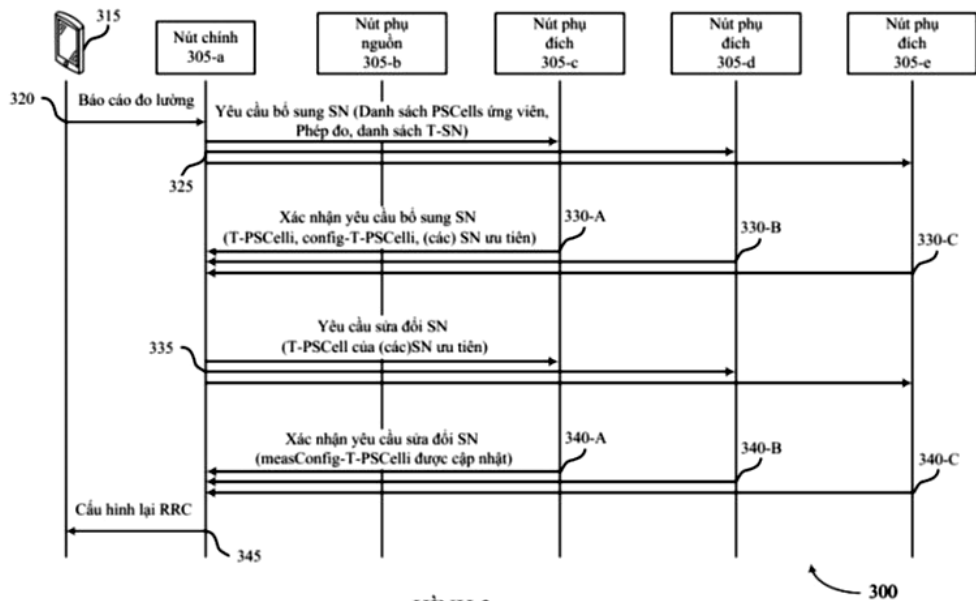 315
Nút chính
305-a
Nút phụ
nguồn
305-b
Nút phụ
đích
305-c
Nút phụ
đích
305-d
Nút phụ
đích
305-e
320
Báo cáo đo lường
Yêu cầu bổ sung SN (Danh sách PSCells ứng viên,
Phép đo, danh sách T-SN)
325
Xác nhận yêu cầu bổ sung SN
(T-PSCelli, config-T-PSCelli, (các) SN ưu tiên)
330-A
330-B
330-C
Yêu cầu sửa đổi SN
(T-PSCell của (các)SN ưu tiên)
335
Xác nhận yêu cầu sửa đổi SN
(measConfig-T-PSCelli được cập nhật)
340-A
340-B
340-C
Cấu hình lại RRC
345
300